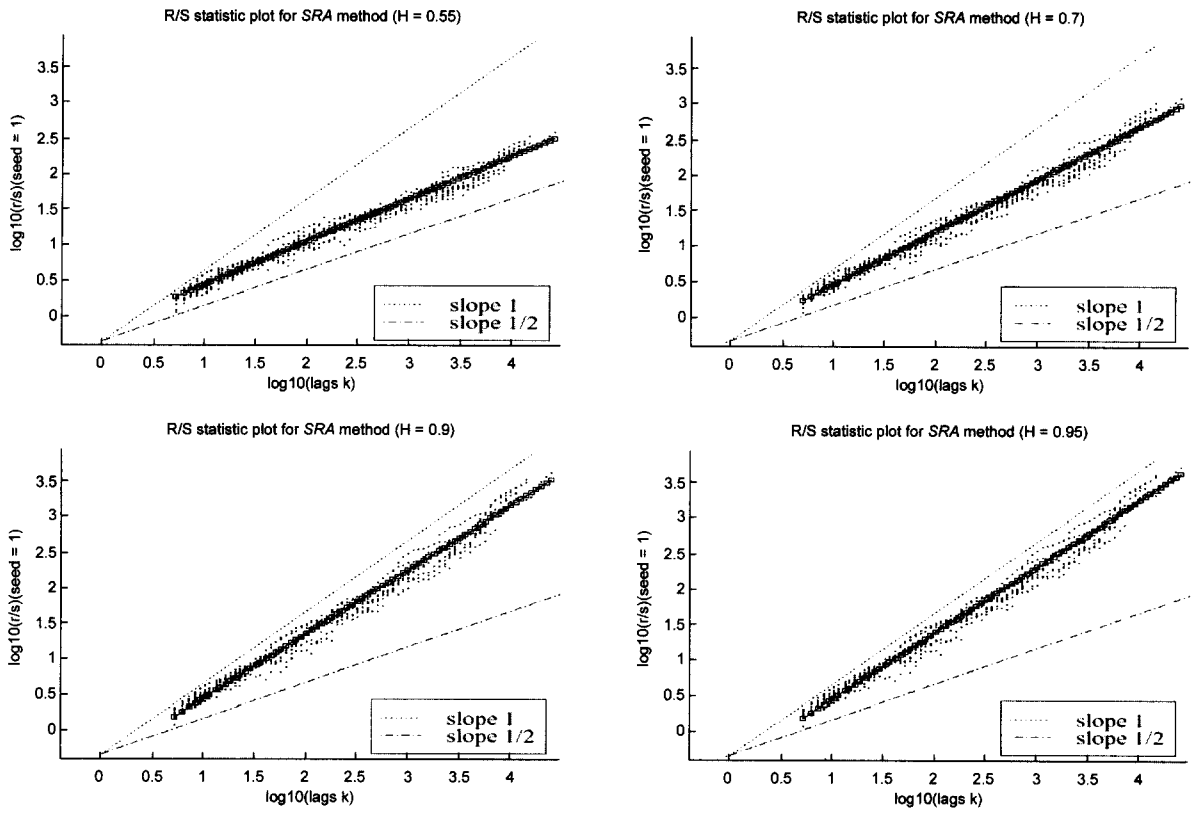 R/S statistic plot for SRA method (H = 0.55)
log10(r/s)(seed = 1)
3.5
3
2.5
2
1.5
1
0.5
0
slope 1
slope 1/2
0 0.5 1 1.5 2 2.5 3 3.5 4
log10(lags k)
R/S statistic plot for SRA method (H = 0.7)
log10(r/s)(seed = 1)
3.5
3
2.5
2
1.5
1
0.5
0
slope 1
slope 1/2
0 0.5 1 1.5 2 2.5 3 3.5 4
log10(lags k)
R/S statistic plot for SRA method (H = 0.9)
log10(r/s)(seed = 1)
3.5
3
2.5
2
1.5
1
0.5
0
slope 1
slope 1/2
0 0.5 1 1.5 2 2.5 3 3.5 4
log10(lags k)
R/S statistic plot for SRA method (H = 0.95)
log10(r/s)(seed = 1)
3.5
3
2.5
2
1.5
1
0.5
0
slope 1
slope 1/2
0 0.5 1 1.5 2 2.5 3 3.5 4
log10(lags k)